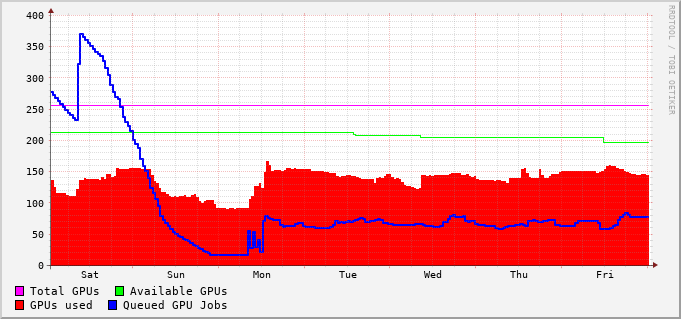 400
350
300
250
200
150
100
50
0
Sat Sun Mon Tue Wed Thu Fri
Total GPUs Available GPUs
GPUs used Queued GPU Jobs
RRDTOOL / TOBI OETIKER